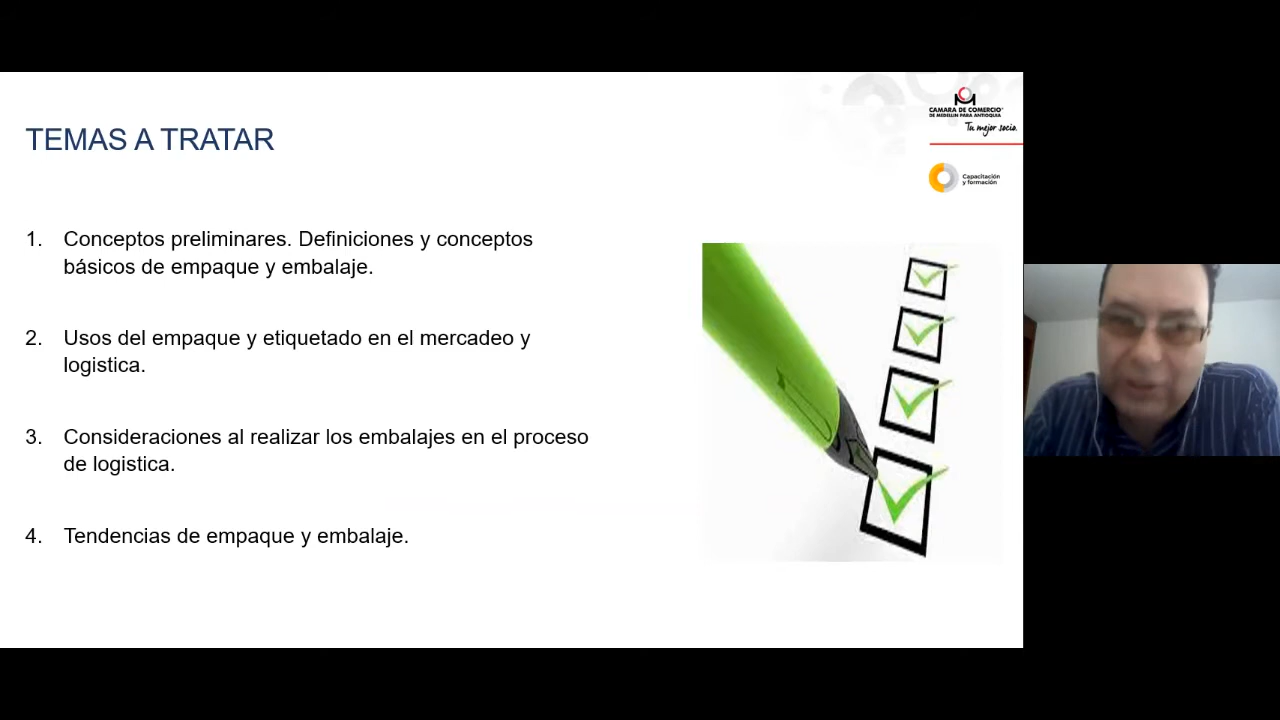 TEMAS A TRATAR
CAMARA DE COMERCIO
DE MEDELLIN PARA ANTIOQUIA
Tu mejor socio.
Capacitación
y formación
1. Conceptos preliminares. Definiciones y conceptos
básicos de empaque y embalaje.
2. Usos del empaque y etiquetado en el mercadeo y
logistica.
3. Consideraciones al realizar los embalajes en el proceso
de logistica.
4. Tendencias de empaque y embalaje.